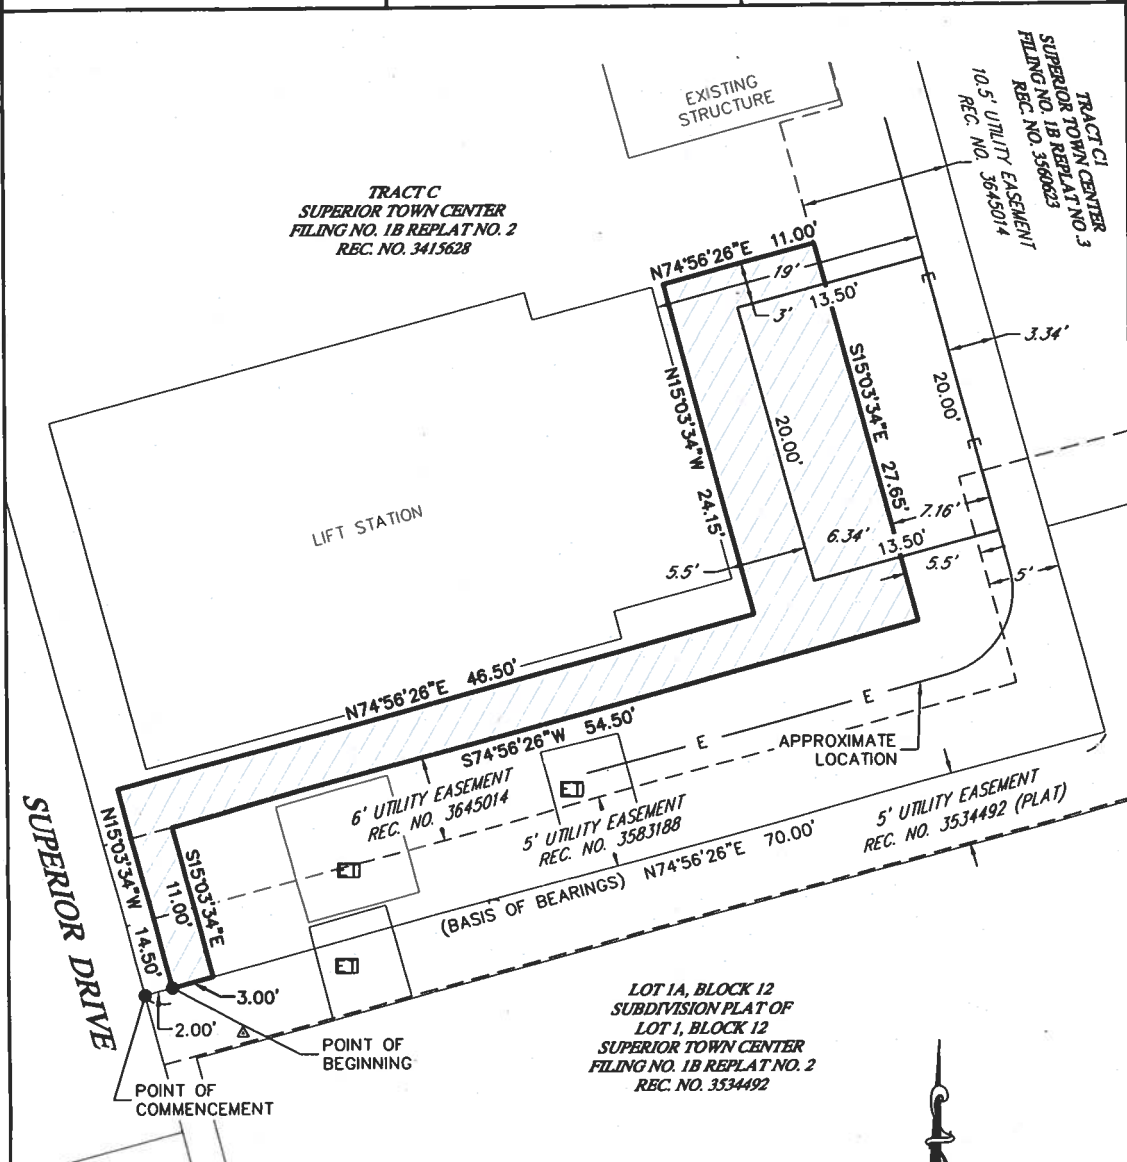 EXISTING
STRUCTURE
TRACT C1
SUPERIOR TOWN CENTER
FILING NO. 1B REPLAT NO.3
REC. NO. 3560623
10.5' UTILITY EASEMENT
REC. NO. 3645014
TRACT C
SUPERIOR TOWN CENTER
FILING NO. 1B REPLAT NO. 2
REC. NO. 3415628
N74°56'26"E 11.00'
19'
13.50'
3'
E
3.34'
N15°03'34"W 24.15'
20.00'
S15°03'34"E 27.65'
20.00'
E
LIFT STATION
7.16'
6.34'
13.50'
5.5'
5.5'
5'
N74°56'26"E 46.50'
S74°56'26"W 54.50'
E
E
APPROXIMATE
LOCATION
6' UTILITY EASEMENT
REC. NO. 3645014
5' UTILITY EASEMENT
REC. NO. 3583188
5' UTILITY EASEMENT
REC. NO. 3534492 (PLAT)
(BASIS OF BEARINGS) N74°56'26"E 70.00'
SUPERIOR DRIVE
N15°03'34"W 14.50'
S15°03'34"E
11.00'
3.00'
2.00'
POINT OF
BEGINNING
POINT OF
COMMENCEMENT
LOT 1A, BLOCK 12
SUBDIVISION PLAT OF
LOT 1, BLOCK 12
SUPERIOR TOWN CENTER
FILING NO. 1B REPLAT NO. 2
REC. NO. 3534492